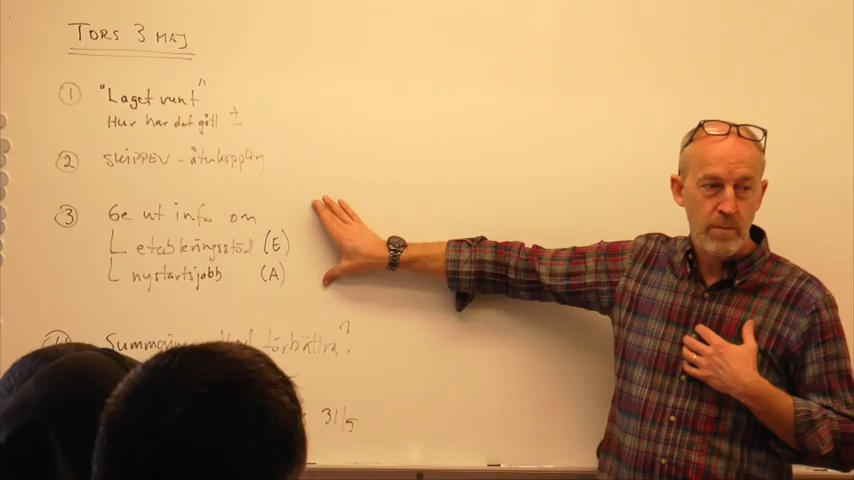 TORS 3 MAJ
① "Laget runt"
Hur har det gått ±
② SKIPPEV - återkoppling
③ Ge ut info om
etableringsstöd (E)
nystartsjobb (A)
förbättra?
31/5